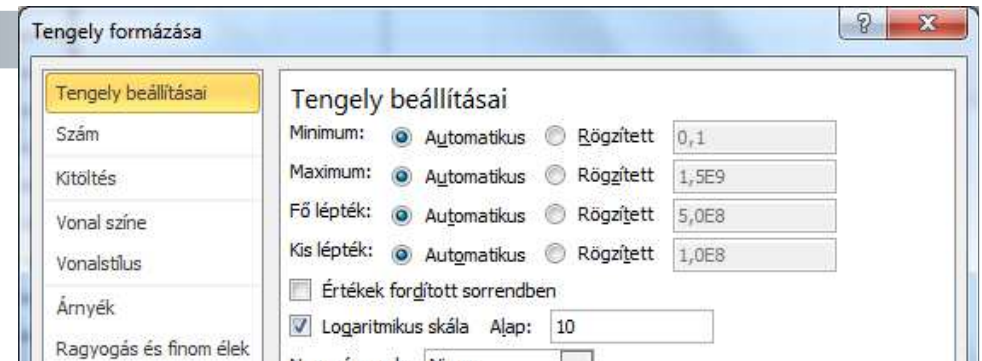 Tengely formázása
Tengely beállításai
Szám
Kitöltés
Vonal színe
Vonalstílus
Árnyék
Ragyogás és finom élek
Tengely beállításai
Minimum: Automatikus Rögzített 0,1
Maximum: Automatikus Rögzített 1,5E9
Fő lépték: Automatikus Rögzített 5,0E8
Kis lépték: Automatikus Rögzített 1,0E8
Értékek fordított sorrendben
Logaritmikus skála Alap: 10